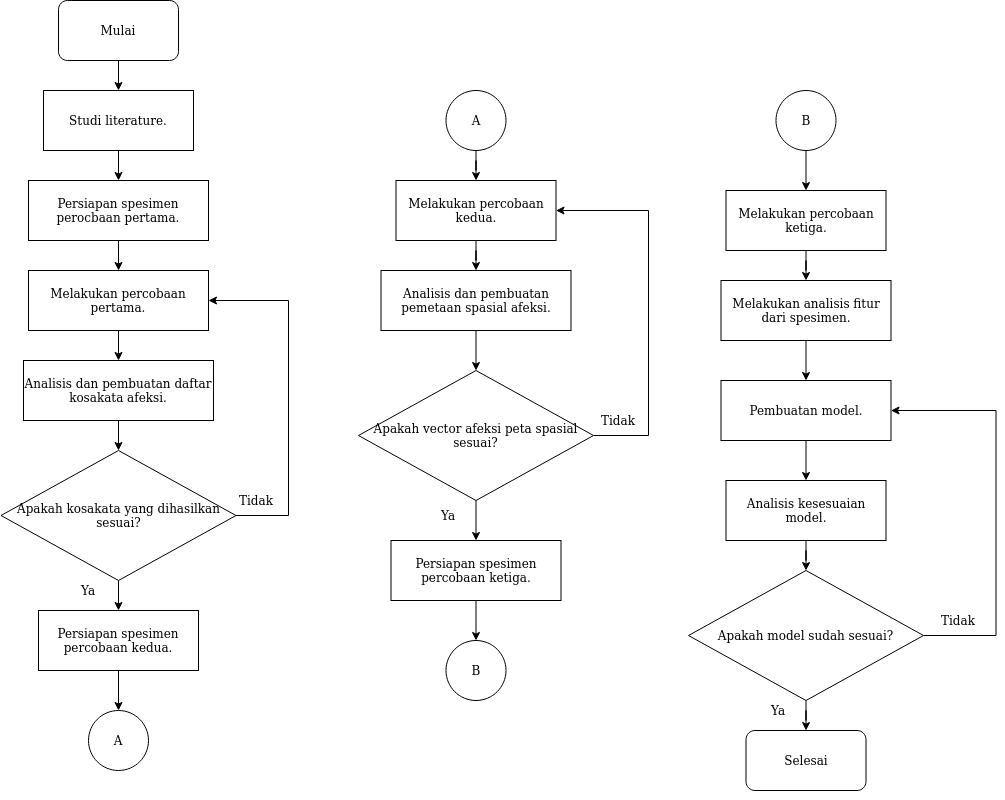 Mulai
Studi literature.
Persiapan spesimen
perocbaan pertama.
Melakukan percobaan
pertama.
Analisis dan pembuatan daftar
kosakata afeksi.
Apakah kosakata yang dihasilkan
sesuai?
Tidak
Ya
Persiapan spesimen
percobaan kedua.
A
A
Melakukan percobaan
kedua.
Analisis dan pembuatan
pemetaan spasial afeksi.
Apakah vector afeksi peta spasial
sesuai?
Tidak
Ya
Persiapan spesimen
percobaan ketiga.
B
B
Melakukan percobaan
ketiga.
Melakukan analisis fitur
dari spesimen.
Pembuatan model.
Analisis kesesuaian
model.
Apakah model sudah sesuai?
Tidak
Ya
Selesai